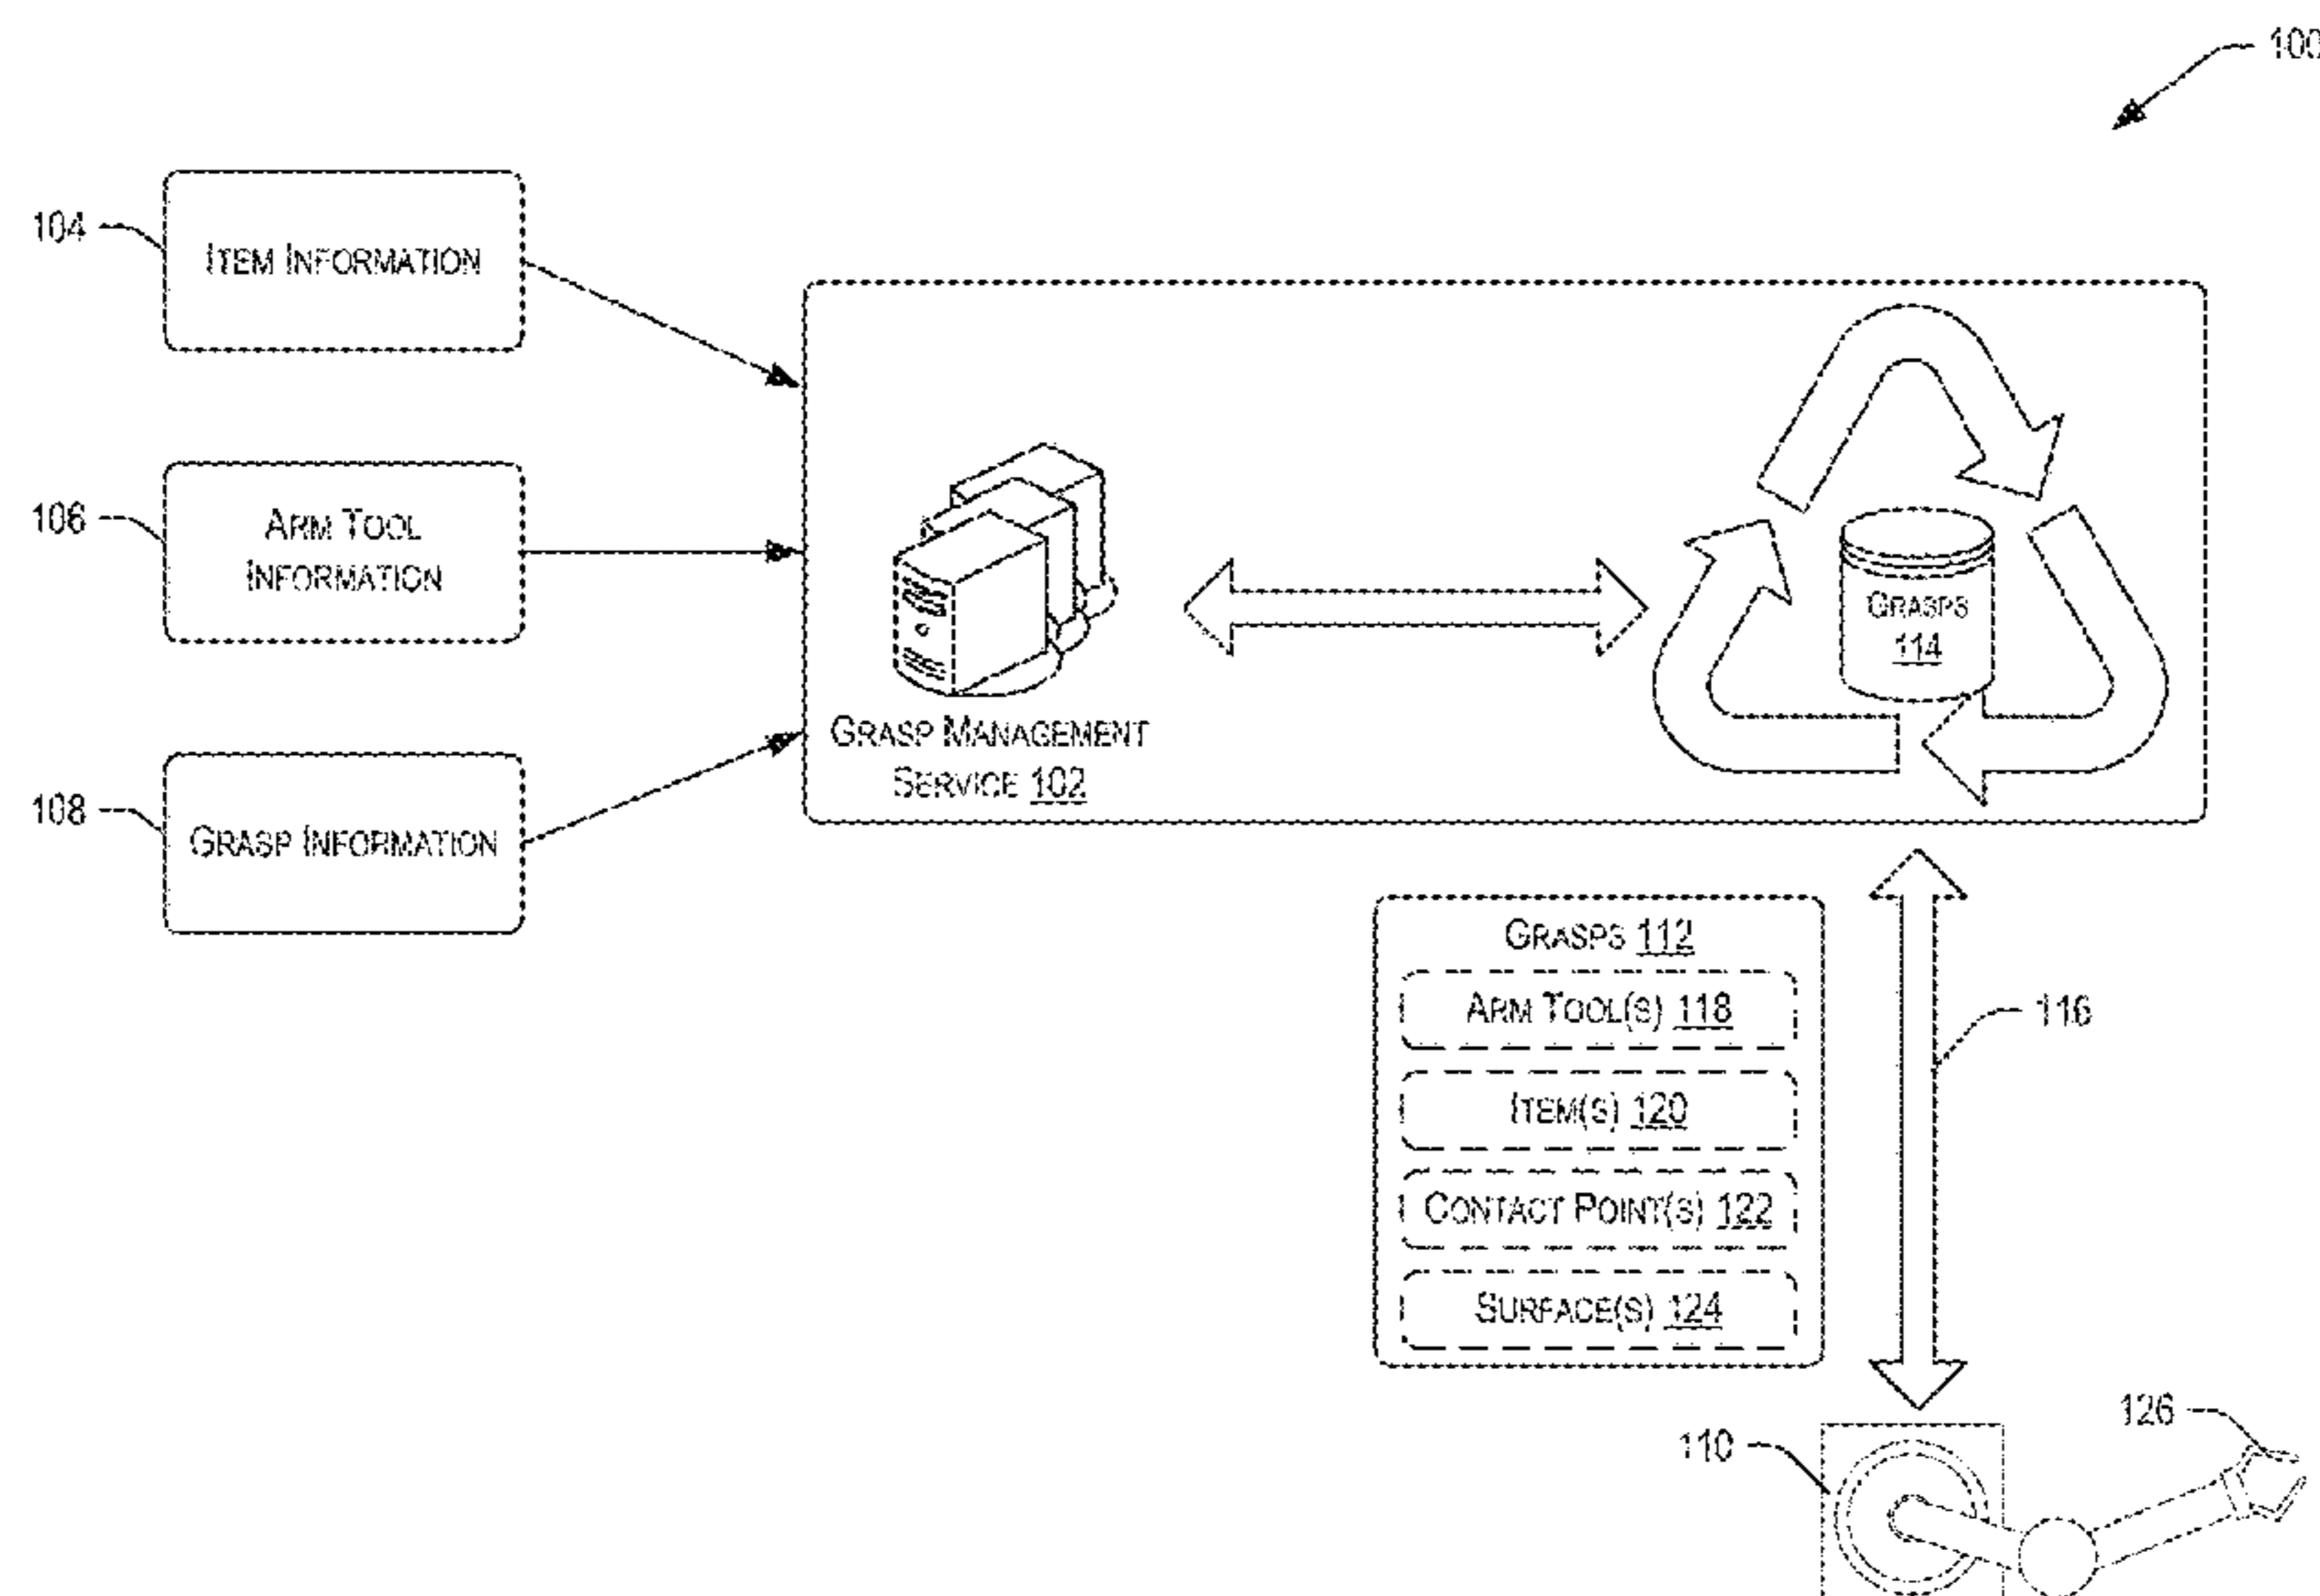 100
104
ITEM INFORMATION
106
ARM TOOL
INFORMATION
GRASPS
114
GRASP MANAGEMENT
SERVICE 102
108
GRASP INFORMATION
GRASPS 112
ARM TOOL(S) 118
116
ITEM(S) 120
CONTACT POINT(S) 122
SURFACE(S) 124
126
110